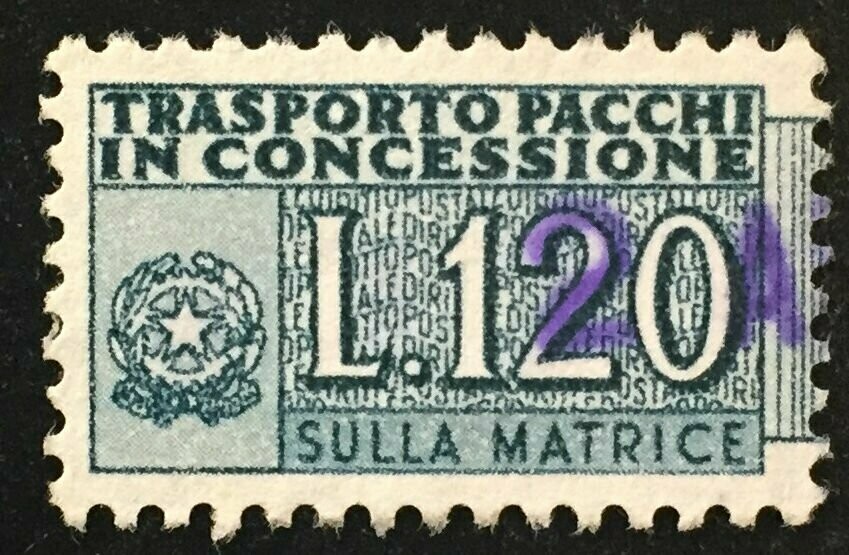 TRASPORTO PACCHI
IN CONCESSIONE
L.120
SULLA MATRICE